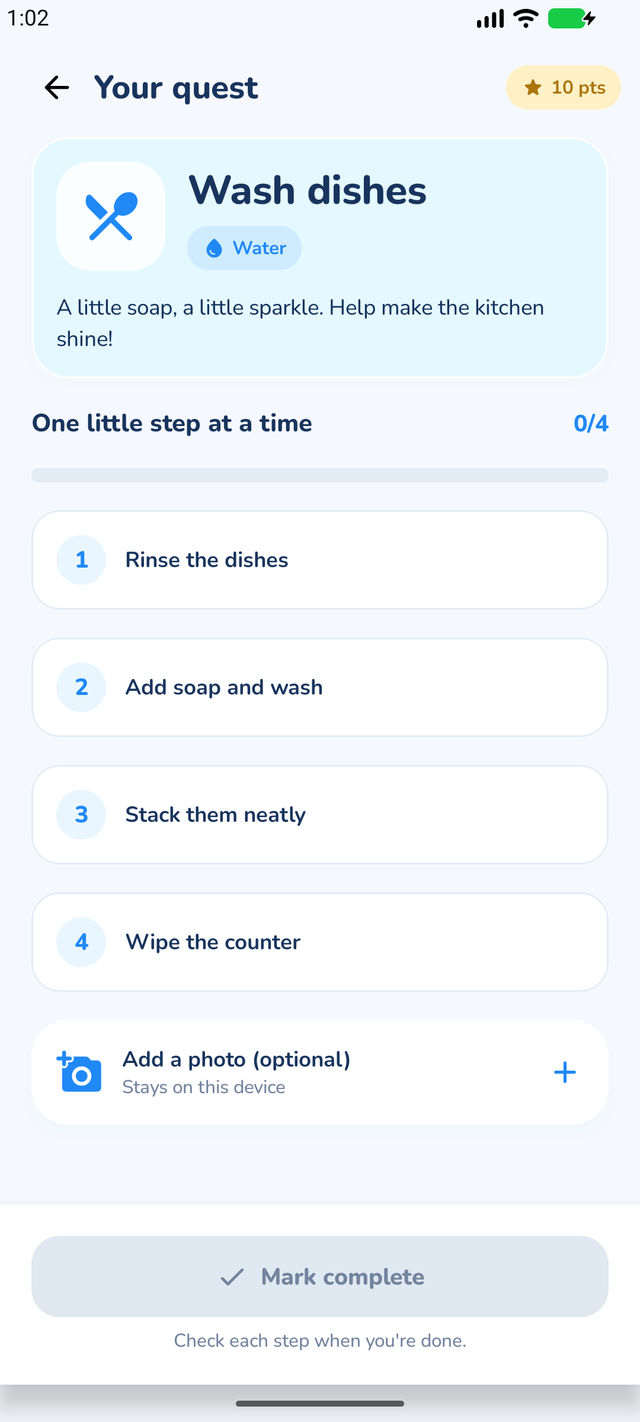 1:02
Your quest
10 pts
Wash dishes
Water
A little soap, a little sparkle. Help make the kitchen
shine!
One little step at a time
0/4
1
Rinse the dishes
2
Add soap and wash
3
Stack them neatly
4
Wipe the counter
Add a photo (optional)
Stays on this device
Mark complete
Check each step when you're done.